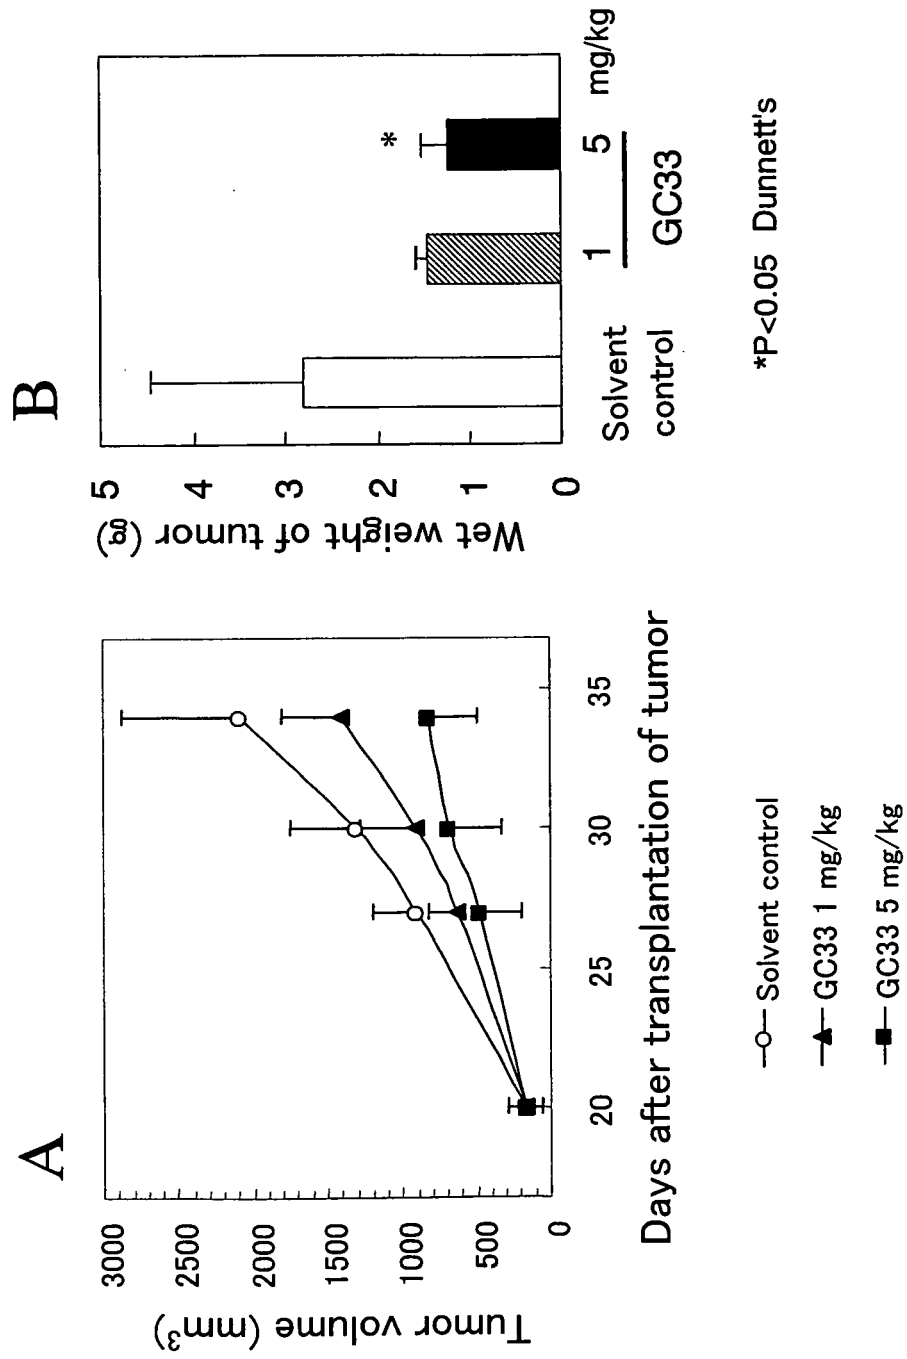 A
Tumor volume (mm³)
3000
2500
2000
1500
1000
500
0
20
25
30
35
Days after transplantation of tumor
Solvent control
GC33 1 mg/kg
GC33 5 mg/kg
B
Wet weight of tumor (g)
5
4
3
2
1
0
*
Solvent
control
1 5 mg/kg
GC33
*P<0.05 Dunnett's